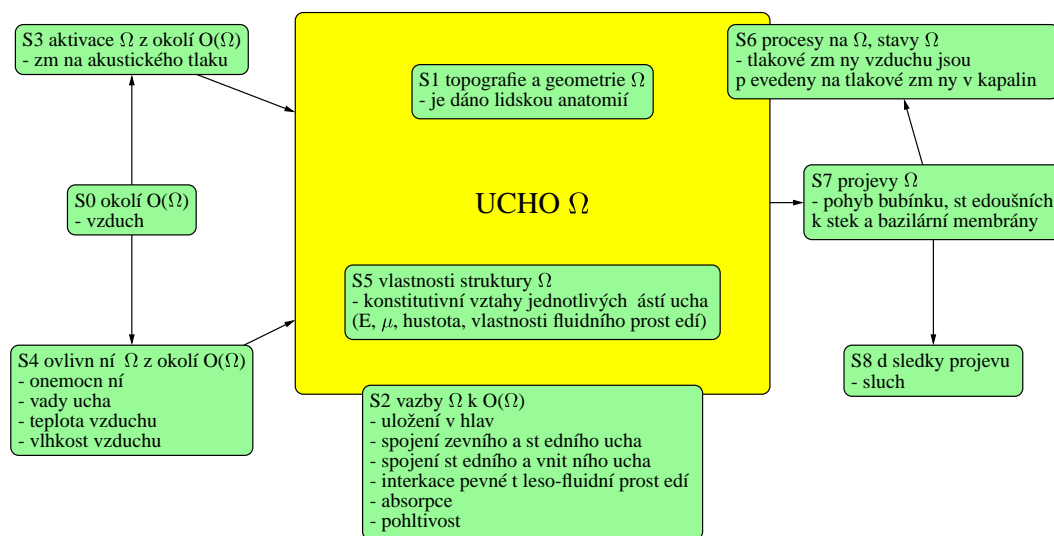 S3 aktivace Ω z okolí O(Ω)
- zm na akustického tlaku
S0 okolí O(Ω)
- vzduch
S4 ovlivn ní Ω z okolí O(Ω)
- onemocn ní
- vady ucha
- teplota vzduchu
- vlhkost vzduchu
S1 topografie a geometrie Ω
- je dáno lidskou anatomií
UCHO Ω
S5 vlastnosti struktury Ω
- konstitutivní vztahy jednotlivých ástí ucha
(E, μ, hustota, vlastnosti fluidního prost edí)
S2 vazby Ω k O(Ω)
- uložení v hlav
- spojení zevního a st edního ucha
- spojení st edního a vnit ního ucha
- interkace pevné t leso-fluidní prost edí
- absorpce
- pohltivost
S6 procesy na Ω, stavy Ω
- tlakové zm ny vzduchu jsou
p evedeny na tlakové zm ny v kapalin
S7 projevy Ω
- pohyb bubínku, st edoušních
k stek a bazilární membrány
S8 d sledky projevu
- sluch